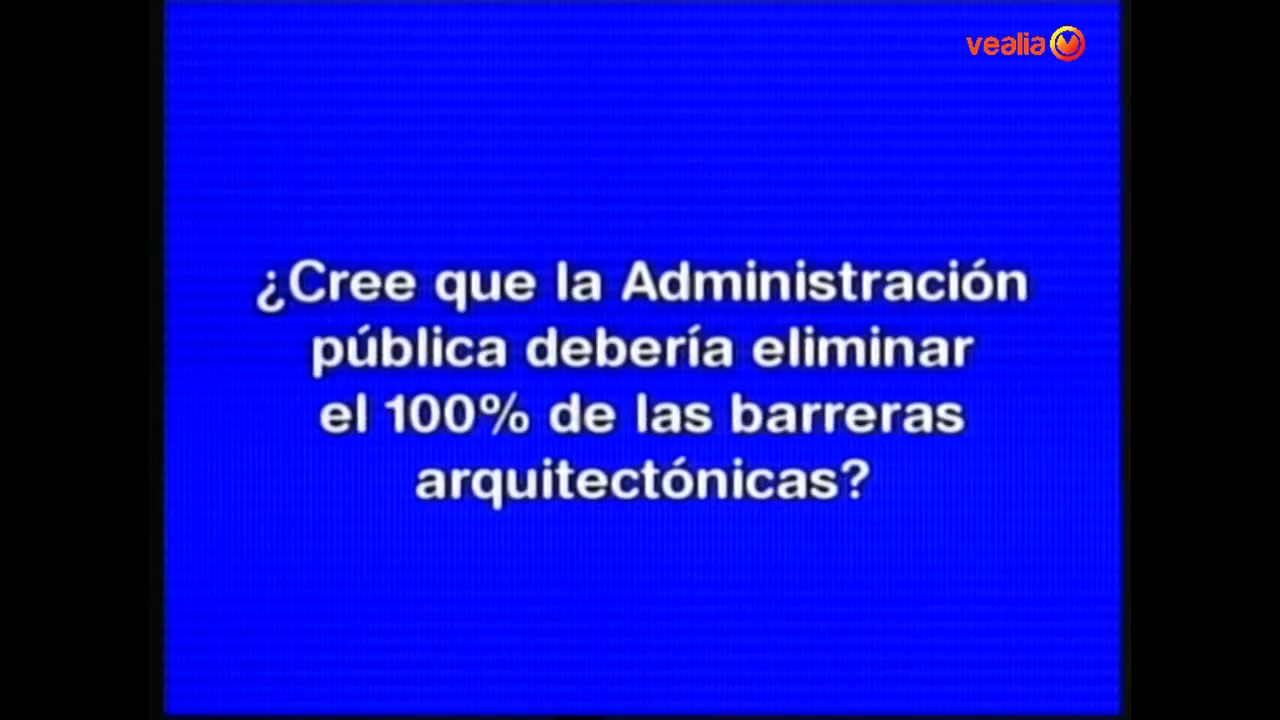 vealia
¿Cree que la Administración
pública debería eliminar
el 100% de las barreras
arquitectónicas?